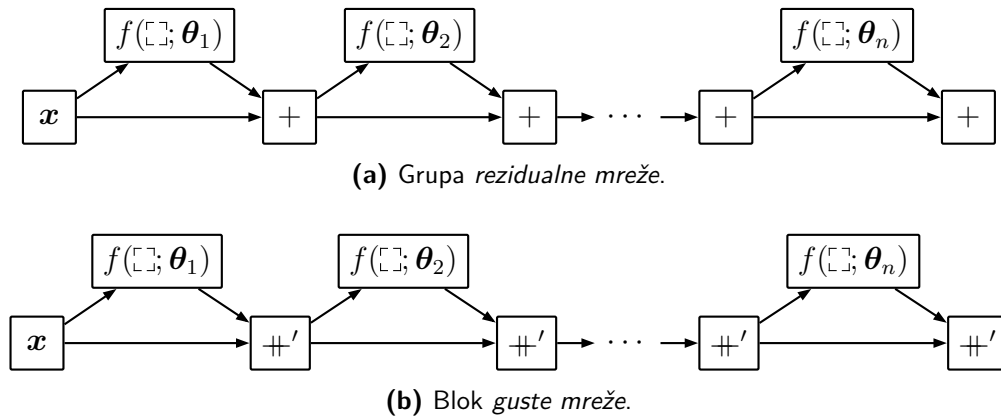 f(⬚; θ₁) f(⬚; θ₂) f(⬚; θₙ)
x + + ··· + +
(a) Grupa rezidualne mreže.
f(⬚; θ₁) f(⬚; θ₂) f(⬚; θₙ)
x ⧺′ ⧺′ ··· ⧺′ ⧺′
(b) Blok guste mreže.